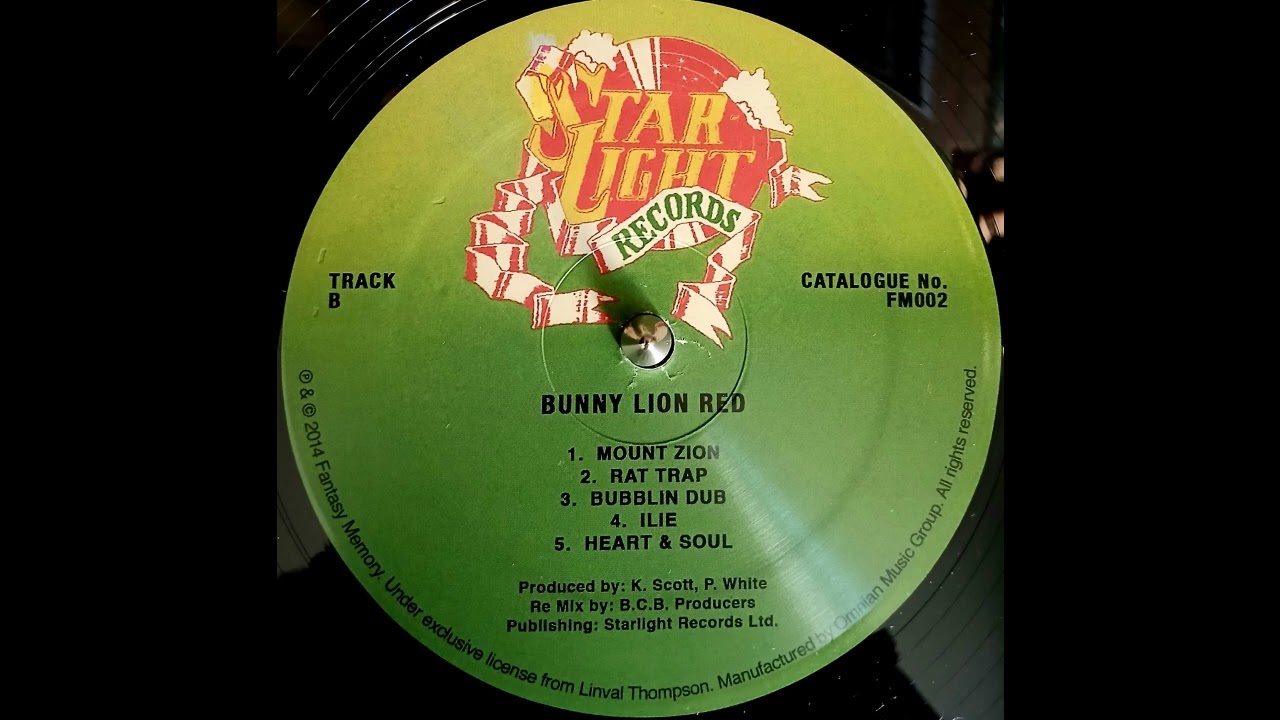 STAR
LIGHT
RECORDS
TRACK
B
CATALOGUE No.
FM002
BUNNY LION RED
1. MOUNT ZION
2. RAT TRAP
3. BUBBLIN DUB
4. ILIE
5. HEART & SOUL
Produced by: K. Scott, P. White
Re Mix by: B.C.B. Producers
Publishing: Starlight Records Ltd.
℗ & © 2014 Fantasy Memory. Under exclusive license from Linval Thompson. Manufactured by Omnian Music Group. All rights reserved.